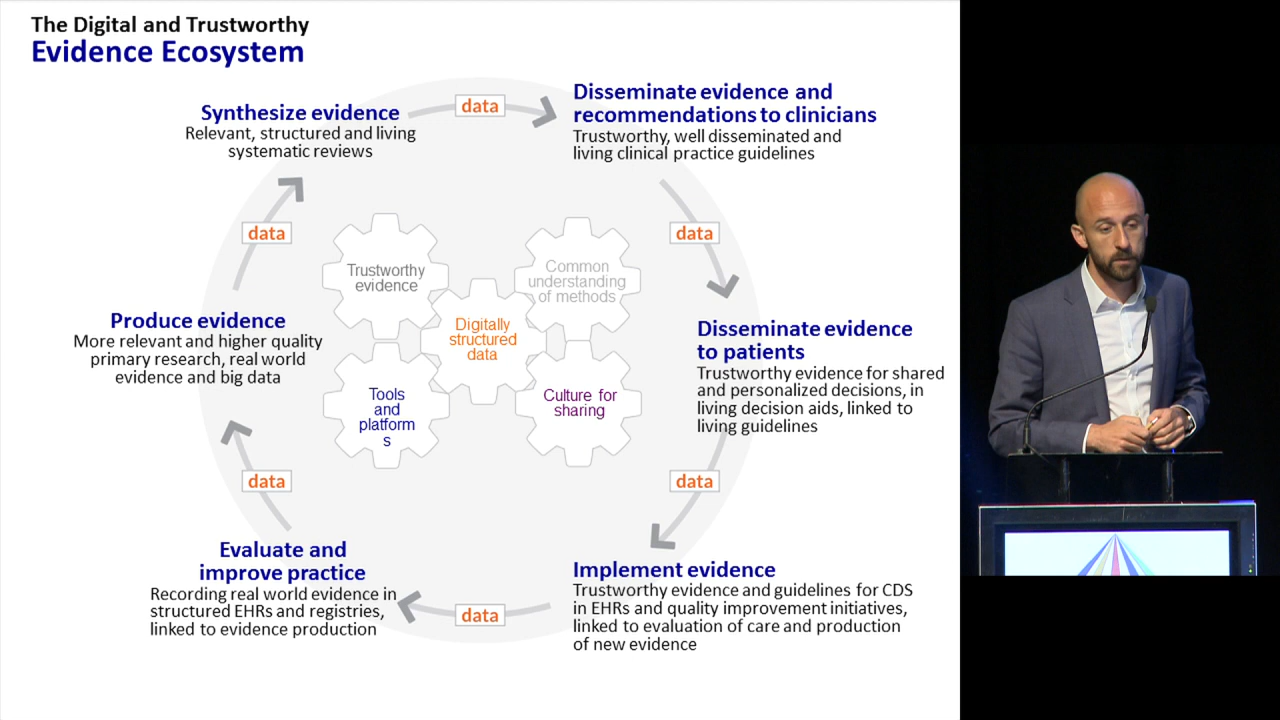 The Digital and Trustworthy
Evidence Ecosystem
Synthesize evidence
Relevant, structured and living
systematic reviews
data
Disseminate evidence and
recommendations to clinicians
Trustworthy, well disseminated and
living clinical practice guidelines
data
data
Trustworthy
evidence
Common
understanding
of methods
Digitally
structured
data
Produce evidence
More relevant and higher quality
primary research, real world
evidence and big data
Disseminate evidence
to patients
Trustworthy evidence for shared
and personalized decisions, in
living decision aids, linked to
living guidelines
Tools
and
platform
s
Culture for
sharing
data
data
Evaluate and
improve practice
Recording real world evidence in
structured EHRs and registries,
linked to evidence production
data
Implement evidence
Trustworthy evidence and guidelines for CDS
in EHRs and quality improvement initiatives,
linked to evaluation of care and production
of new evidence